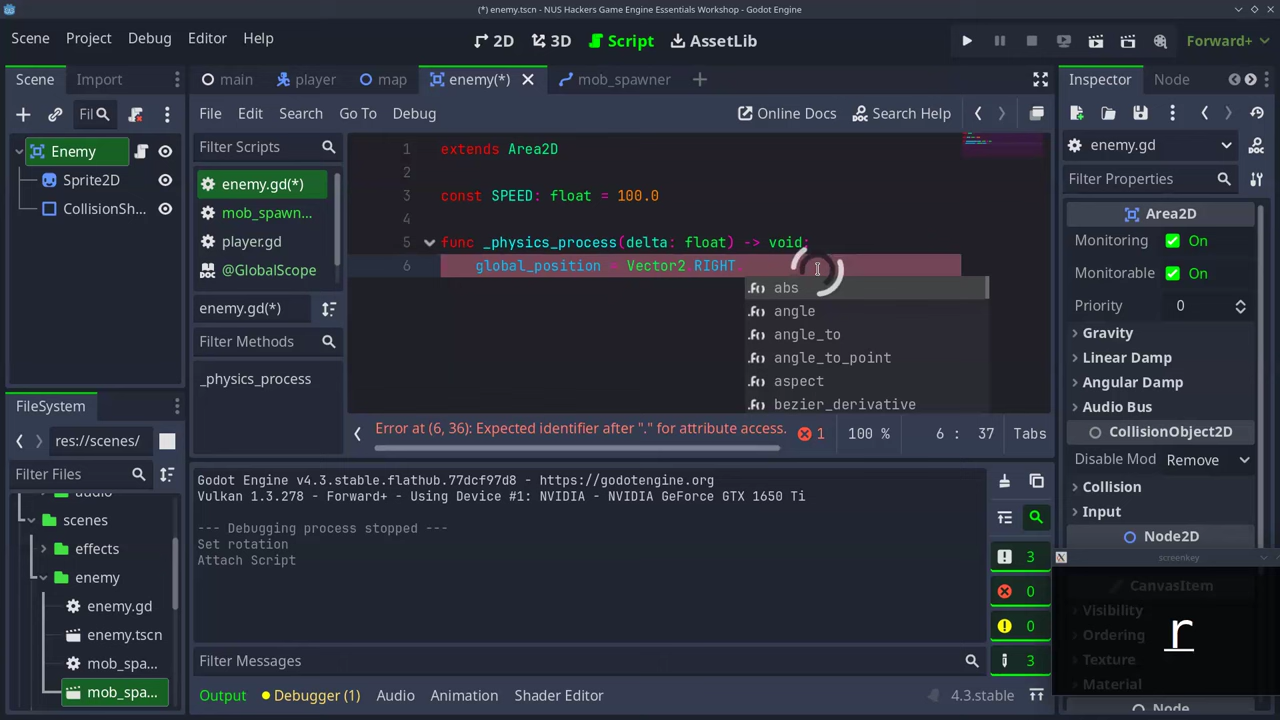 (*) enemy.tscn - NUS Hackers Game Engine Essentials Workshop - Godot Engine
Scene Project Debug Editor Help
2D 3D Script AssetLib
Forward+
Scene Import
main player map enemy(*) mob_spawner
Inspector Node
Fil
File Edit Search Go To Debug
Online Docs Search Help
Enemy
Sprite2D
CollisionSh...
Filter Scripts
enemy.gd(*)
mob_spawn...
player.gd
@GlobalScope
enemy.gd(*)
Filter Methods
_physics_process
1 extends Area2D
2
3 const SPEED: float = 100.0
4
5 func _physics_process(delta: float) -> void:
6 global_position = Vector2.RIGHT.
abs
angle
angle_to
angle_to_point
aspect
bezier_derivative
Error at (6, 36): Expected identifier after "." for attribute access.
1 100 % 6 : 37 Tabs
enemy.gd
Filter Properties
Area2D
Monitoring On
Monitorable On
Priority 0
Gravity
Linear Damp
Angular Damp
Audio Bus
CollisionObject2D
Disable Mod Remove
Collision
Input
Node2D
CanvasItem
Visibility
Ordering
Texture
Material
Node
screenkey
r
FileSystem
res://scenes/
Filter Files
audio
scenes
effects
enemy
enemy.gd
enemy.tscn
mob_spa...
mob_spa...
Godot Engine v4.3.stable.flathub.77dcf97d8 - https://godotengine.org
Vulkan 1.3.278 - Forward+ - Using Device #1: NVIDIA - NVIDIA GeForce GTX 1650 Ti
--- Debugging process stopped ---
Set rotation
Attach Script
3
0
0
3
Filter Messages
Output Debugger (1) Audio Animation Shader Editor
4.3.stable